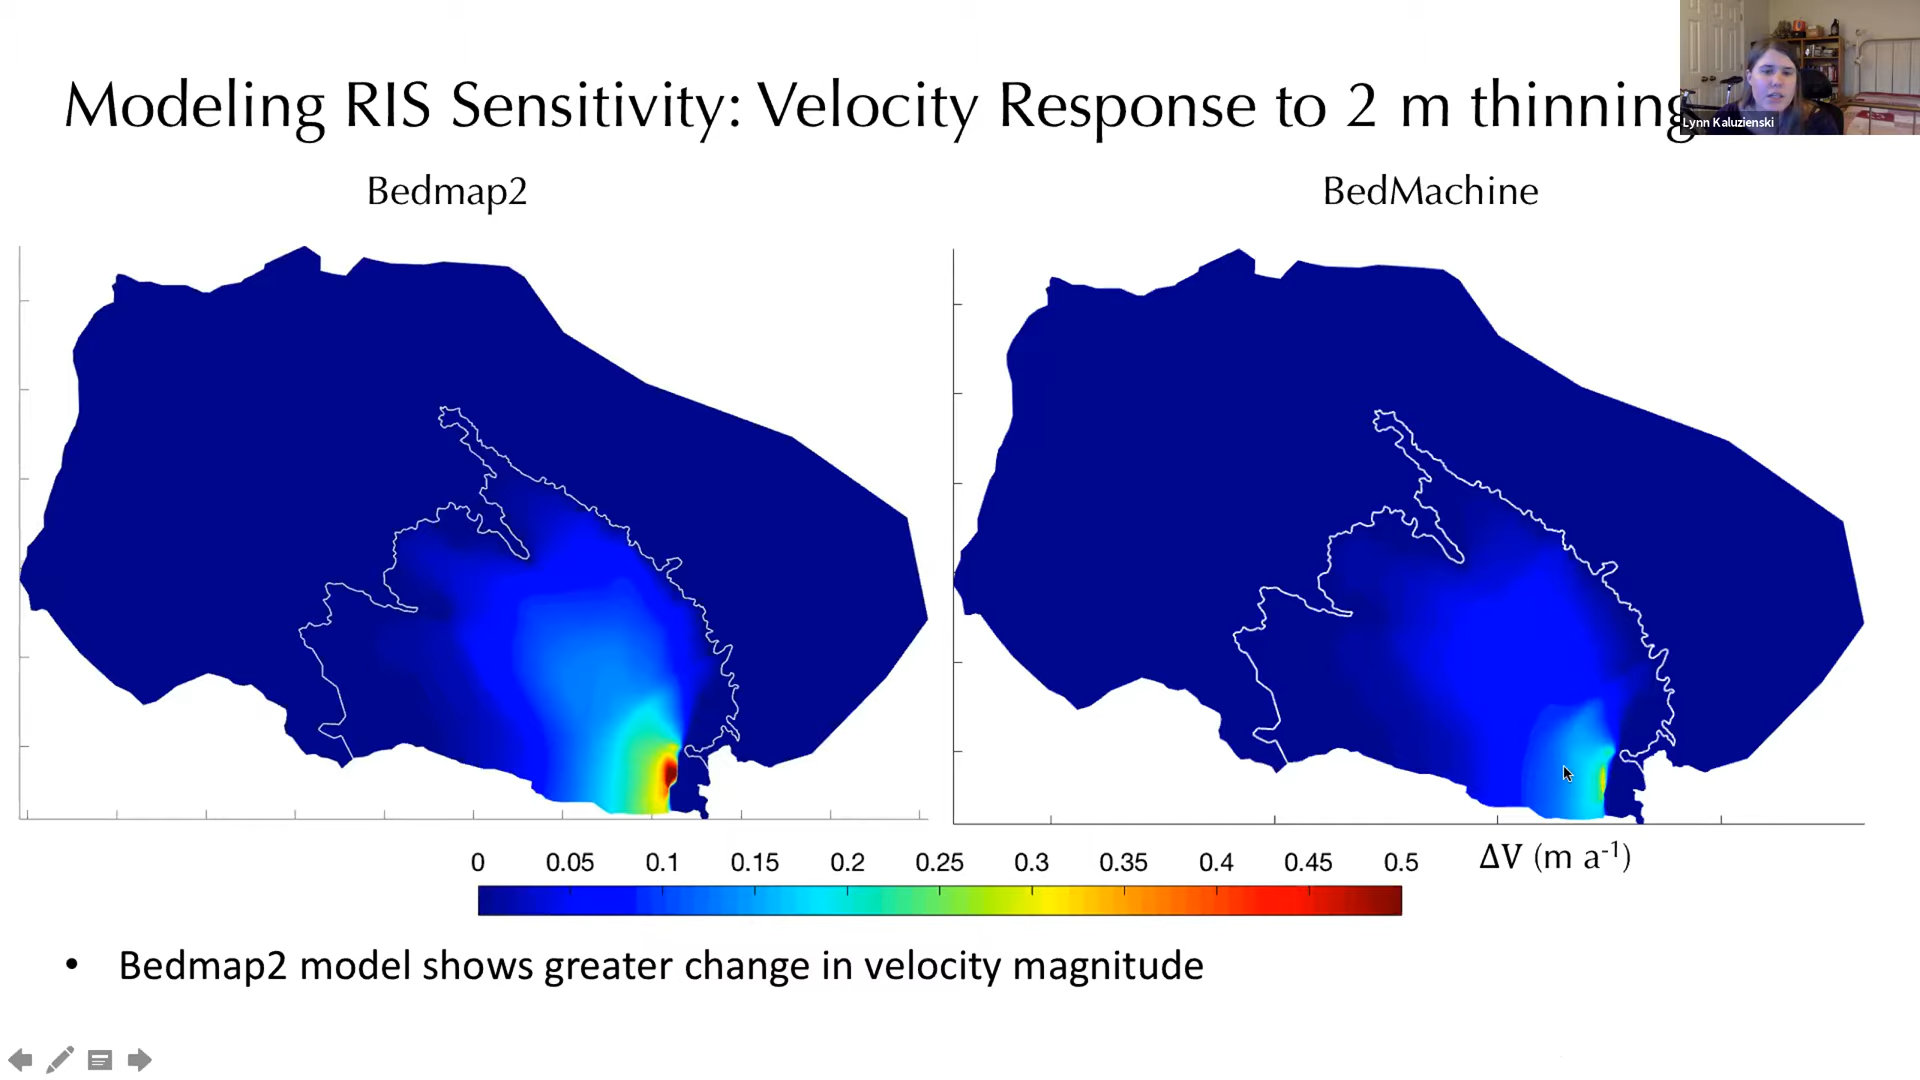 Modeling RIS Sensitivity: Velocity Response to 2 m thinning
Lynn Kaluzienski
Bedmap2
BedMachine
0 0.05 0.1 0.15 0.2 0.25 0.3 0.35 0.4 0.45 0.5 ΔV (m a⁻¹)
• Bedmap2 model shows greater change in velocity magnitude